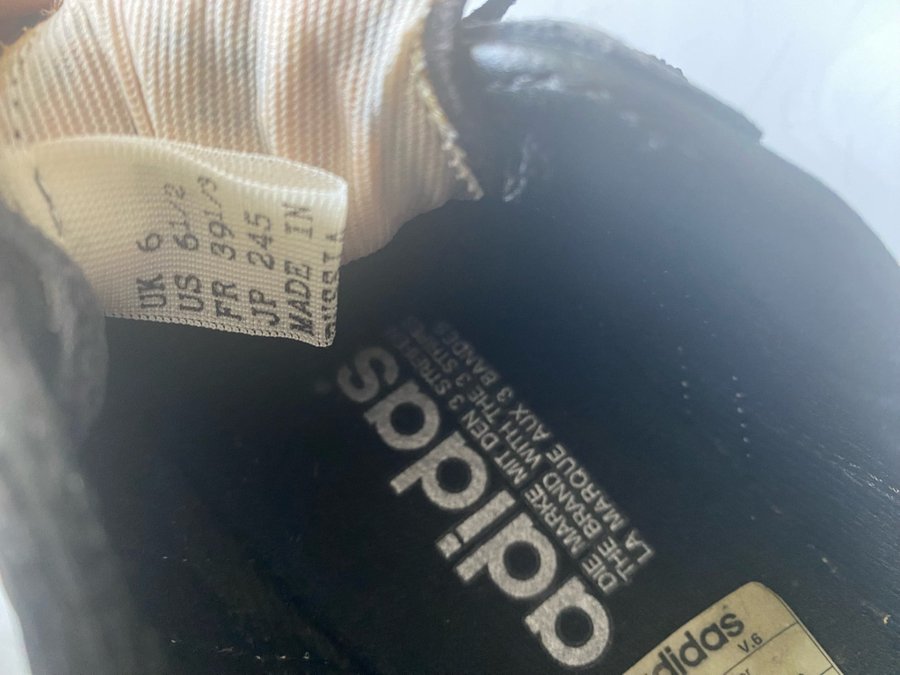 UK 6
US 6 1/2
FR 39 1/3
JP 245
MADE IN
adidas
DIE MARKE MIT DEN 3 STREIFEN
THE BRAND WITH THE 3 STRIPES
LA MARQUE AUX 3 BANDES
adidas
V.6